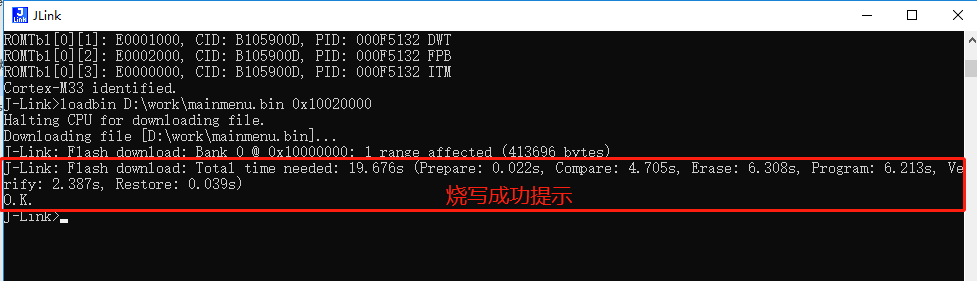 JLink
ROMTbl[0][1]: E0001000, CID: B105900D, PID: 000F5132 DWT
ROMTbl[0][2]: E0002000, CID: B105900D, PID: 000F5132 FPB
ROMTbl[0][3]: E0000000, CID: B105900D, PID: 000F5132 ITM
Cortex-M33 identified.
J-Link>loadbin D:\work\mainmenu.bin 0x10020000
Halting CPU for downloading file.
Downloading file [D:\work\mainmenu.bin]...
J-Link: Flash download: Bank 0 @ 0x10000000: 1 range affected (413696 bytes)
J-Link: Flash download: Total time needed: 19.676s (Prepare: 0.022s, Compare: 4.705s, Erase: 6.308s, Program: 6.213s, Ve
rify: 2.387s, Restore: 0.039s)
烧写成功提示
O.K.
J-Link>